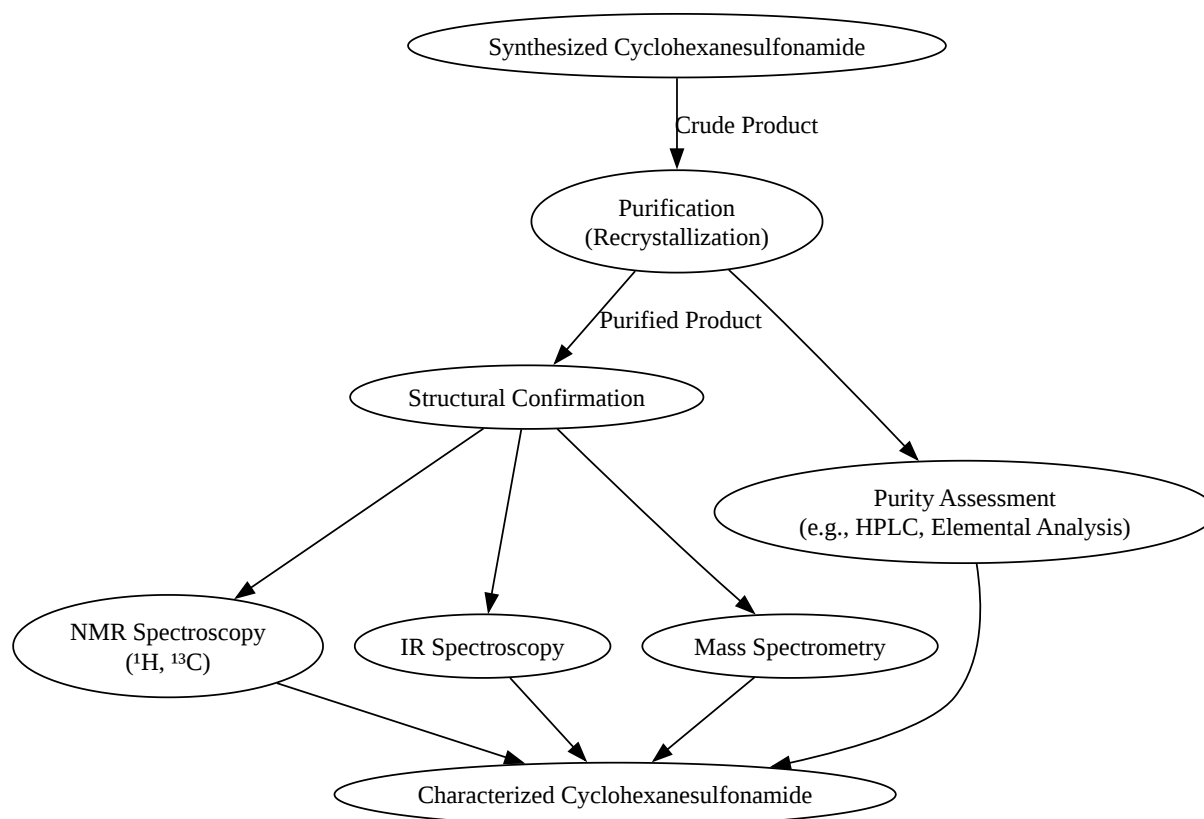 Synthesized Cyclohexanesulfonamide
Crude Product
Purification
(Recrystallization)
Purified Product
Structural Confirmation
Purity Assessment
(e.g., HPLC, Elemental Analysis)
NMR Spectroscopy
(¹H, ¹³C)
IR Spectroscopy
Mass Spectrometry
Characterized Cyclohexanesulfonamide